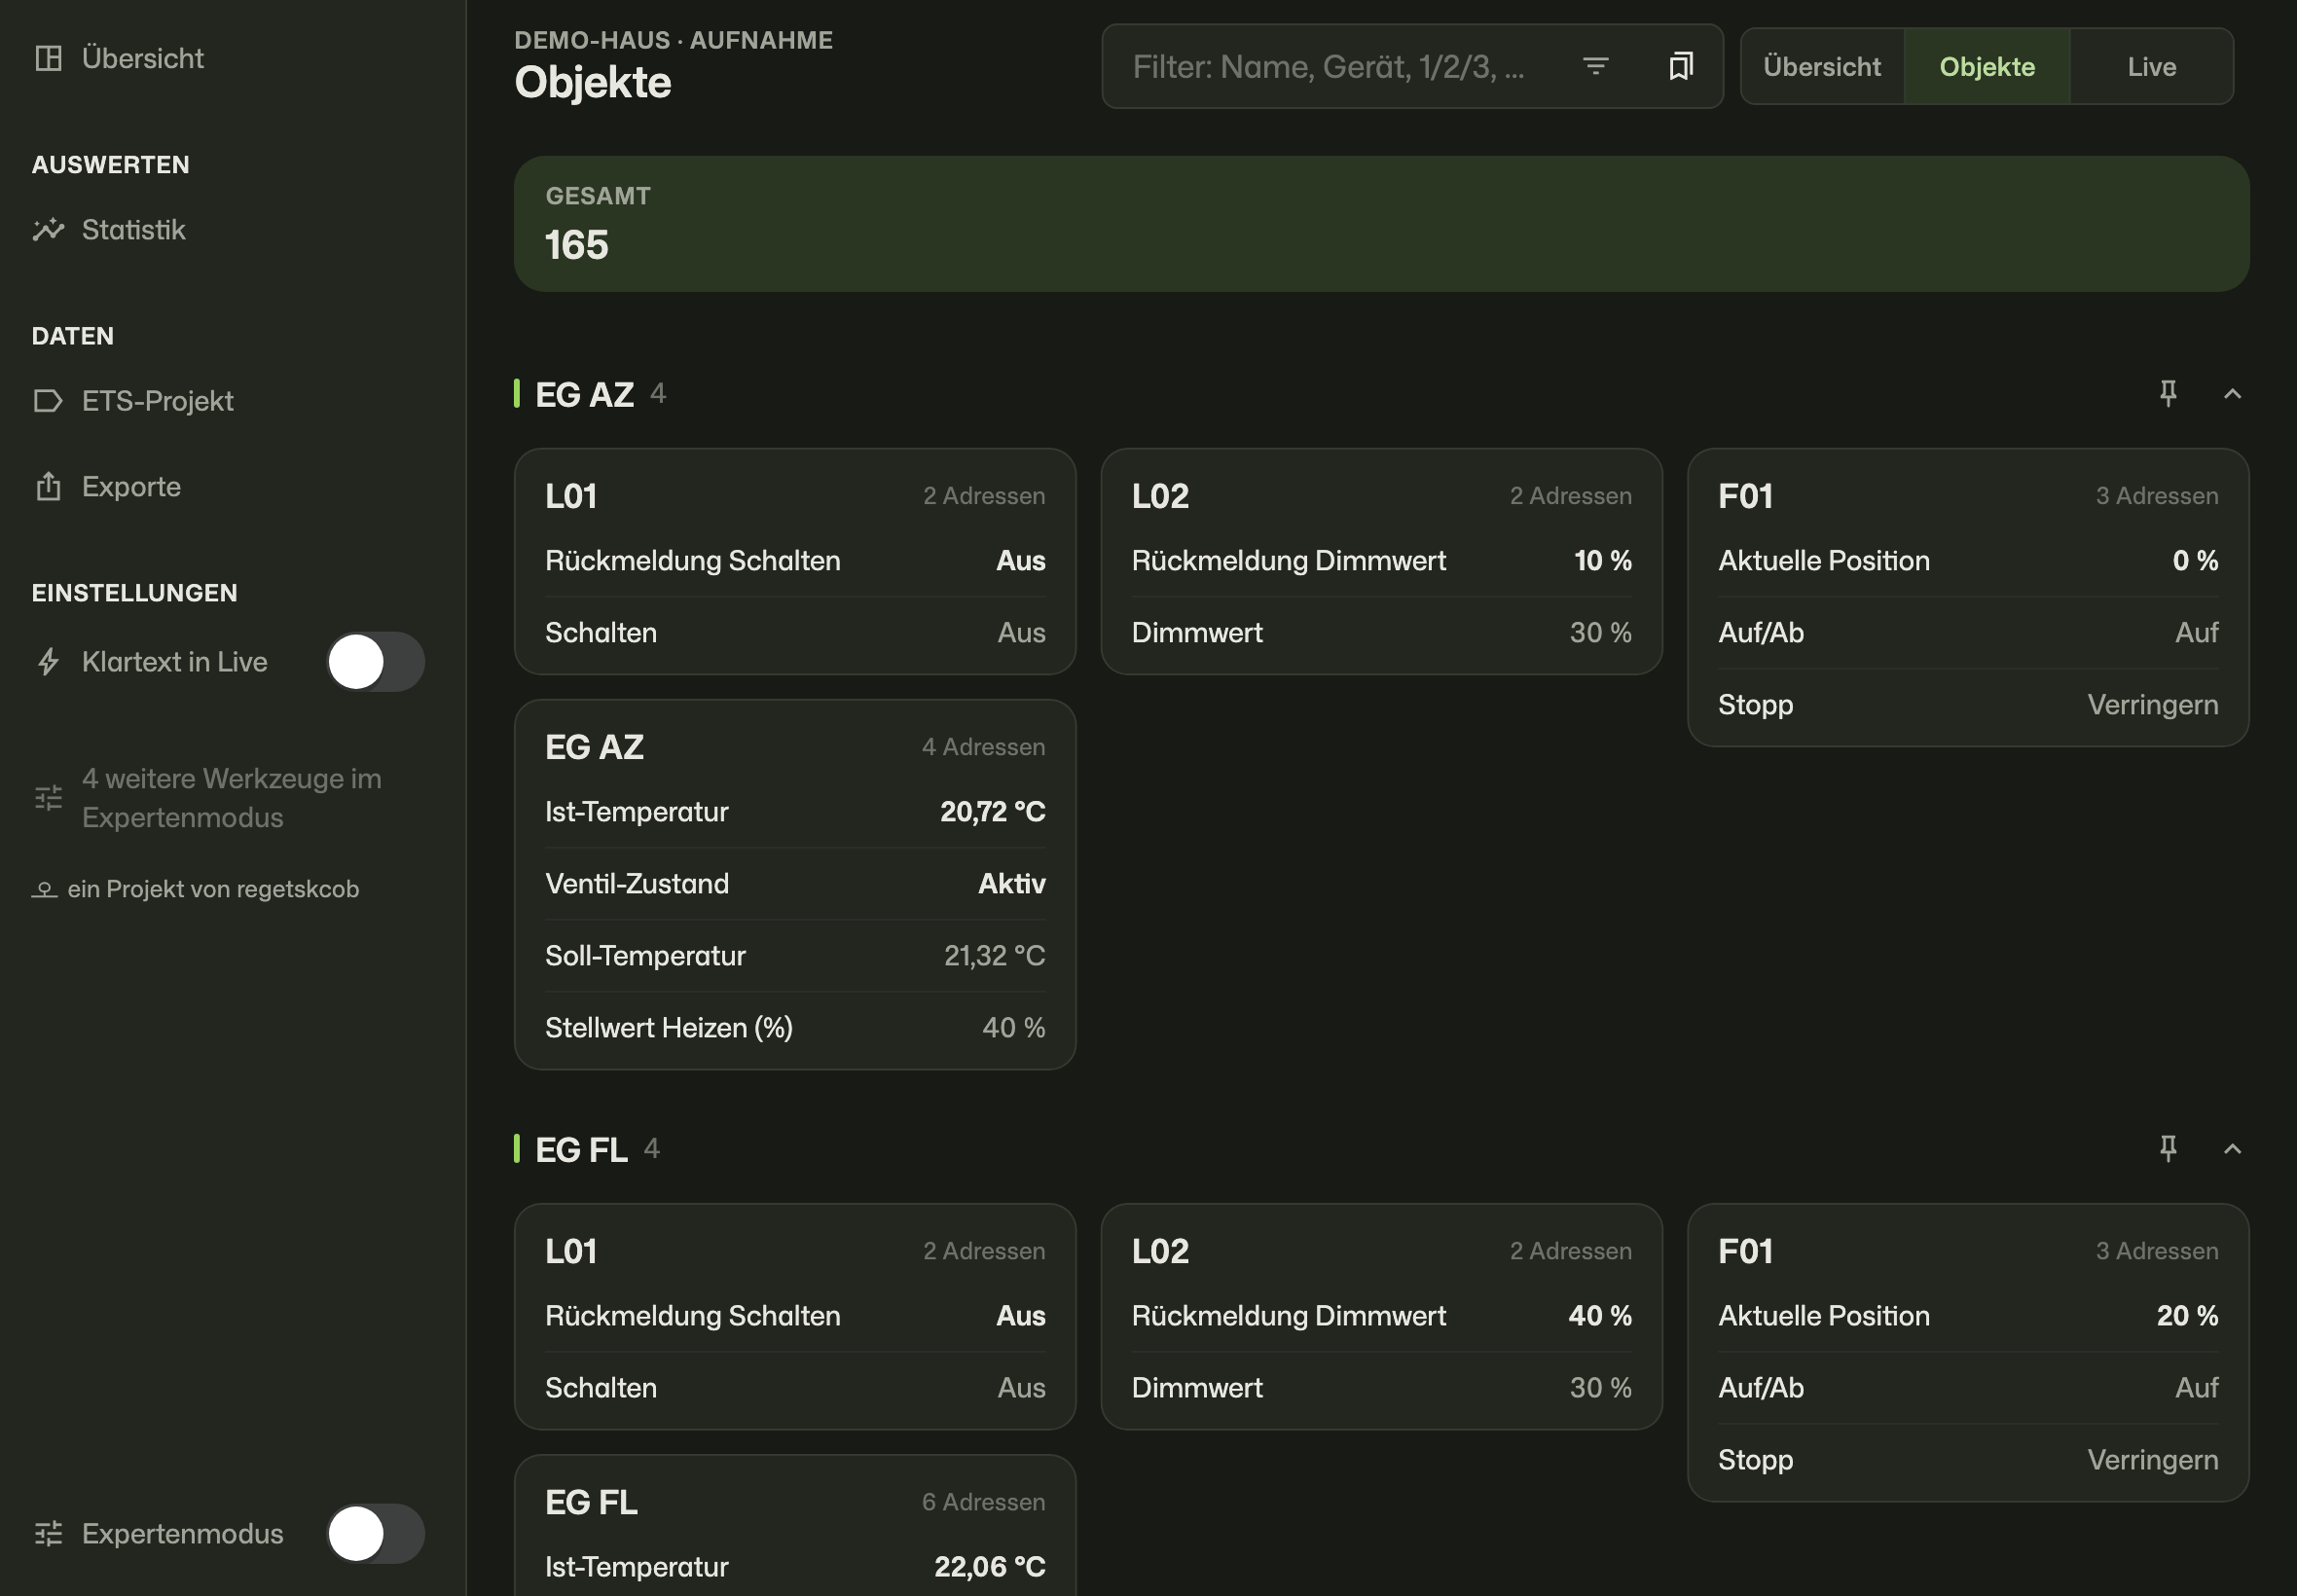 Übersicht
AUSWERTEN
Statistik
DATEN
ETS-Projekt
Exporte
EINSTELLUNGEN
Klartext in Live
4 weitere Werkzeuge im
Expertenmodus
ein Projekt von regetskcob
Expertenmodus
DEMO-HAUS · AUFNAHME
Objekte
Filter: Name, Gerät, 1/2/3, ...
Übersicht
Objekte
Live
GESAMT
165
EG AZ 4
L01 2 Adressen
Rückmeldung Schalten Aus
Schalten Aus
L02 2 Adressen
Rückmeldung Dimmwert 10 %
Dimmwert 30 %
F01 3 Adressen
Aktuelle Position 0 %
Auf/Ab Auf
Stopp Verringern
EG AZ 4 Adressen
Ist-Temperatur 20,72 °C
Ventil-Zustand Aktiv
Soll-Temperatur 21,32 °C
Stellwert Heizen (%) 40 %
EG FL 4
L01 2 Adressen
Rückmeldung Schalten Aus
Schalten Aus
L02 2 Adressen
Rückmeldung Dimmwert 40 %
Dimmwert 30 %
F01 3 Adressen
Aktuelle Position 20 %
Auf/Ab Auf
Stopp Verringern
EG FL 6 Adressen
Ist-Temperatur 22,06 °C